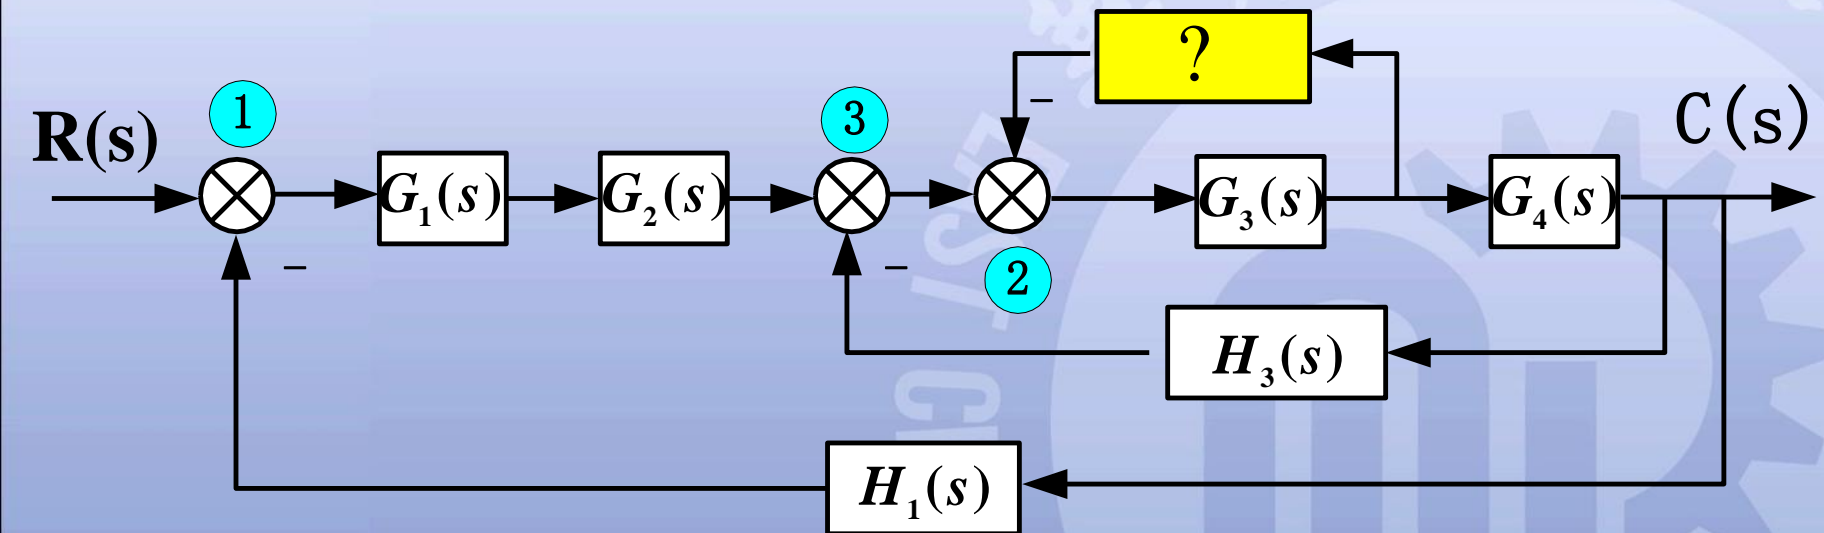 ?
1
3
C(s)
R(s)
−
G₁(s)
G₂(s)
G₃(s)
G₄(s)
−
−
2
H₃(s)
H₁(s)